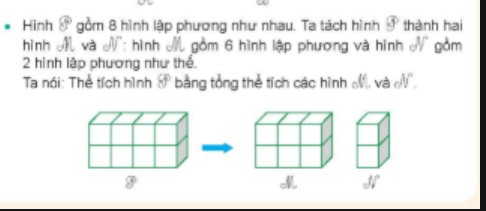 • Hình 𝒫 gồm 8 hình lập phương như nhau. Ta tách hình 𝒫 thành hai
hình ℳ và 𝒩: hình ℳ gồm 6 hình lập phương và hình 𝒩 gồm
2 hình lập phương như thế.
Ta nói: Thể tích hình 𝒫 bằng tổng thể tích các hình ℳ và 𝒩.
𝒫 ℳ 𝒩